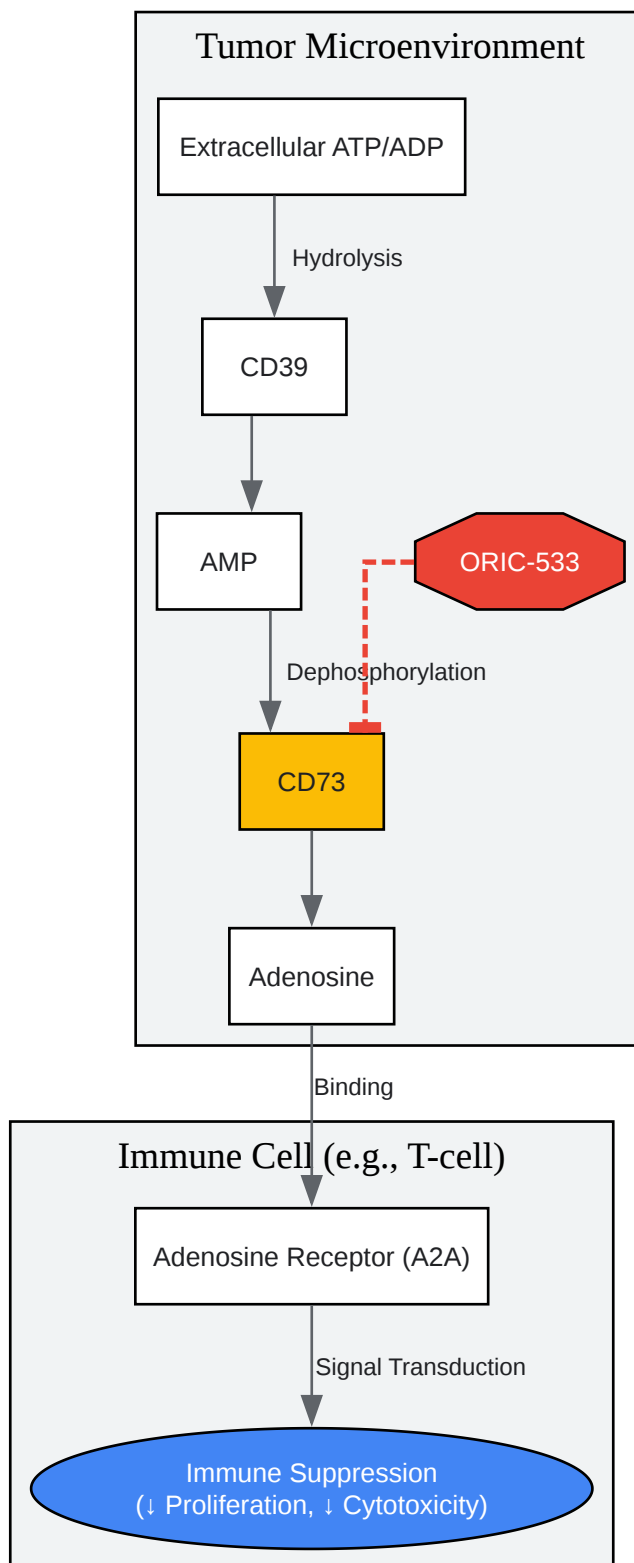 Tumor Microenvironment
Extracellular ATP/ADP
Hydrolysis
CD39
AMP
ORIC-533
Dephosphorylation
CD73
Adenosine
Binding
Immune Cell (e.g., T-cell)
Adenosine Receptor (A2A)
Signal Transduction
Immune Suppression
(↓ Proliferation, ↓ Cytotoxicity)